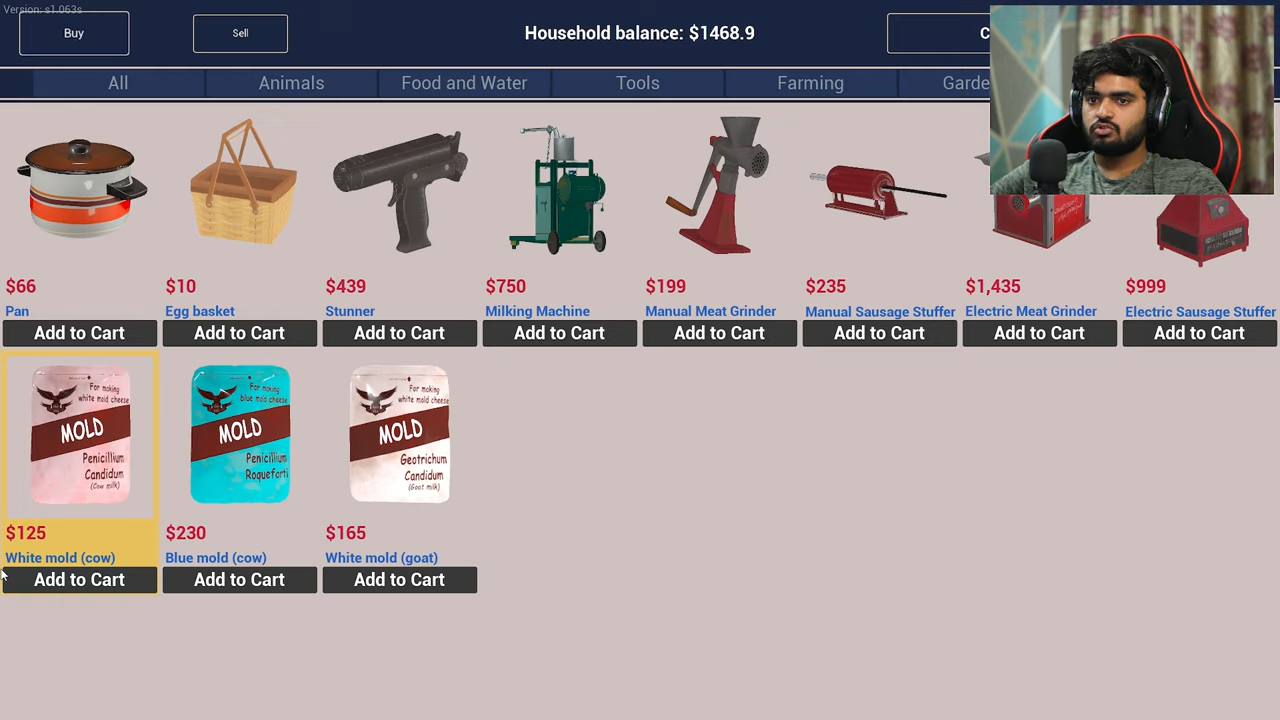 Version: s1.063s
Buy
Sell
Household balance: $1468.9
All
Animals
Food and Water
Tools
Farming
$66
Pan
Add to Cart
$10
Egg basket
Add to Cart
$439
Stunner
Add to Cart
$750
Milking Machine
Add to Cart
$199
Manual Meat Grinder
Add to Cart
$235
Manual Sausage Stuffer
Add to Cart
$1,435
Electric Meat Grinder
Add to Cart
$999
Electric Sausage Stuffer
Add to Cart
For making
white mold cheese
MOLD
Penicillium
Candidum
(Cow milk)
$125
White mold (cow)
Add to Cart
For making
blue mold cheese
MOLD
Penicillium
Roqueforti
$230
Blue mold (cow)
Add to Cart
For making
white mold cheese
MOLD
Geotrichum
Candidum
(Goat milk)
$165
White mold (goat)
Add to Cart